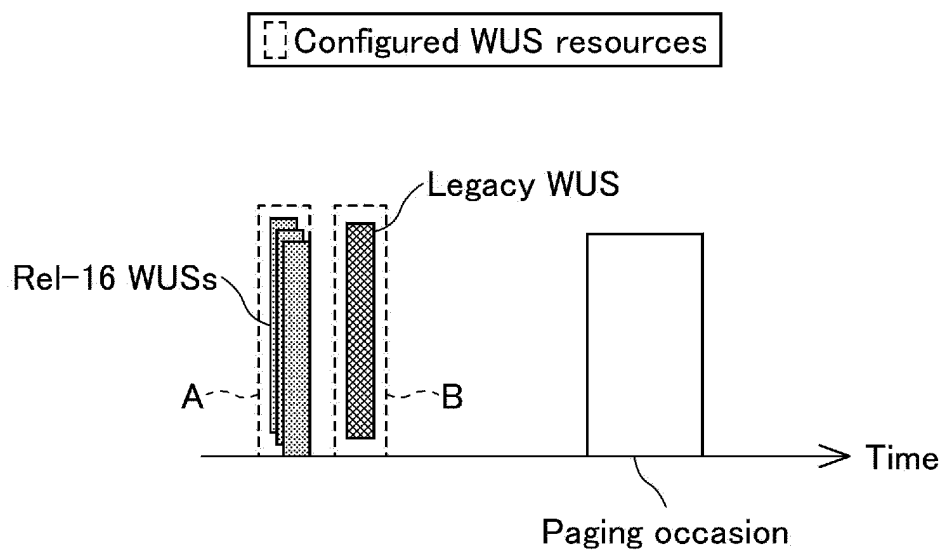 Configured WUS resources
Legacy WUS
Rel-16 WUSs
A
B
Time
Paging occasion